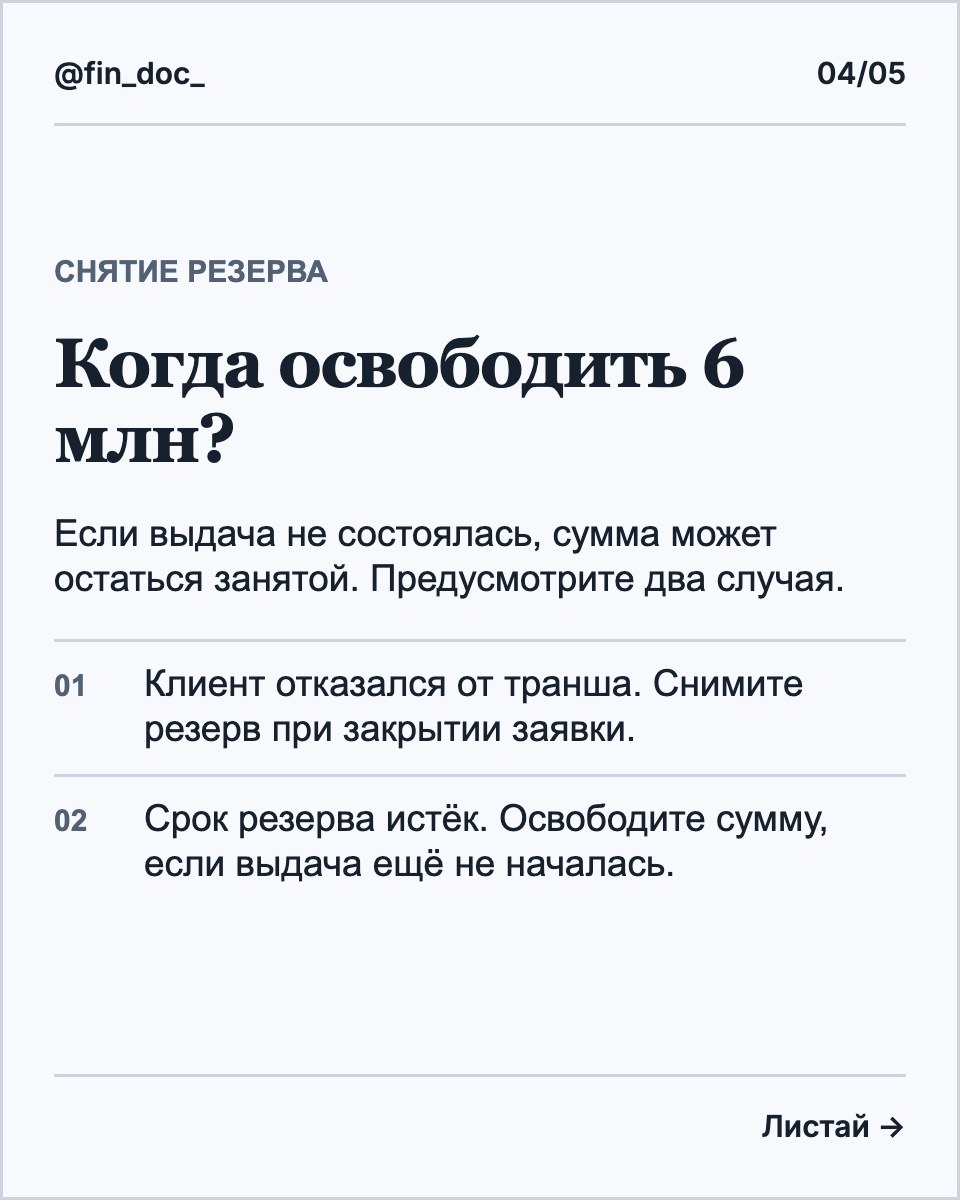 @fin_doc_
04/05
СНЯТИЕ РЕЗЕРВА
Когда освободить 6
млн?
Если выдача не состоялась, сумма может
остаться занятой. Предусмотрите два случая.
01 Клиент отказался от транша. Снимите
резерв при закрытии заявки.
02 Срок резерва истёк. Освободите сумму,
если выдача ещё не началась.
Листай →